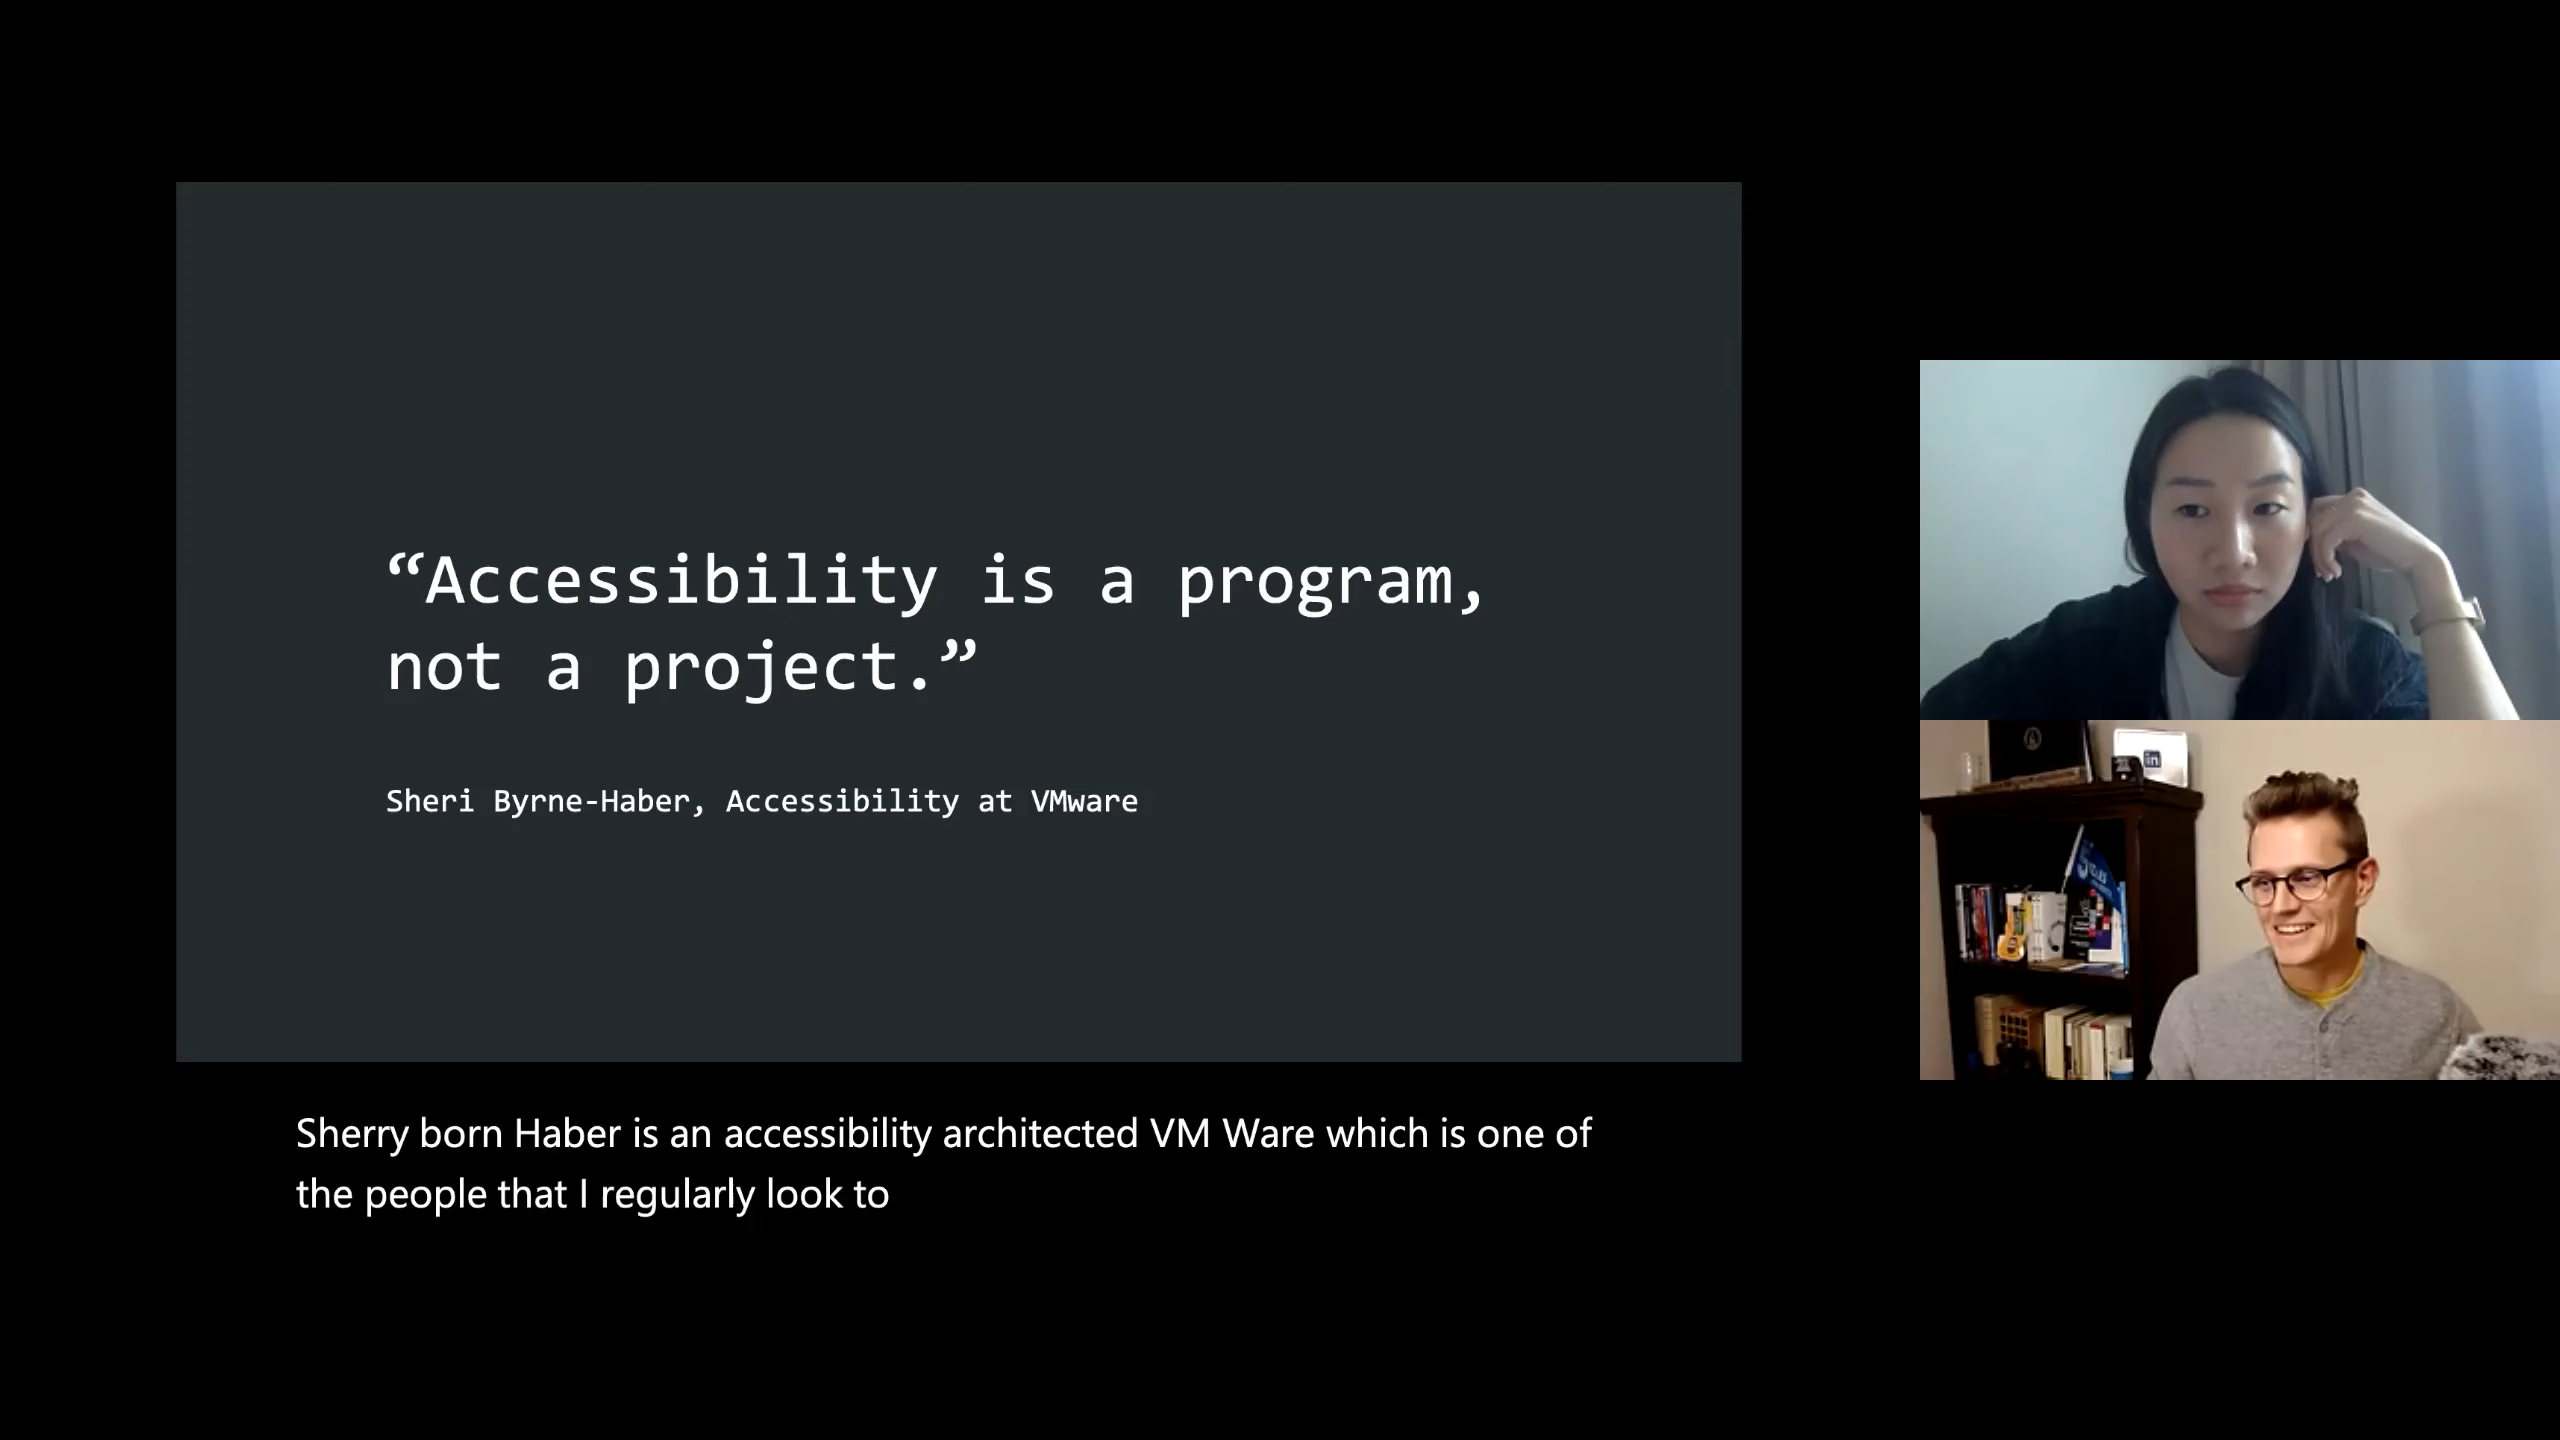 “Accessibility is a program,
not a project.”
Sheri Byrne-Haber, Accessibility at VMware
Sherry born Haber is an accessibility architected VM Ware which is one of
the people that I regularly look to
in